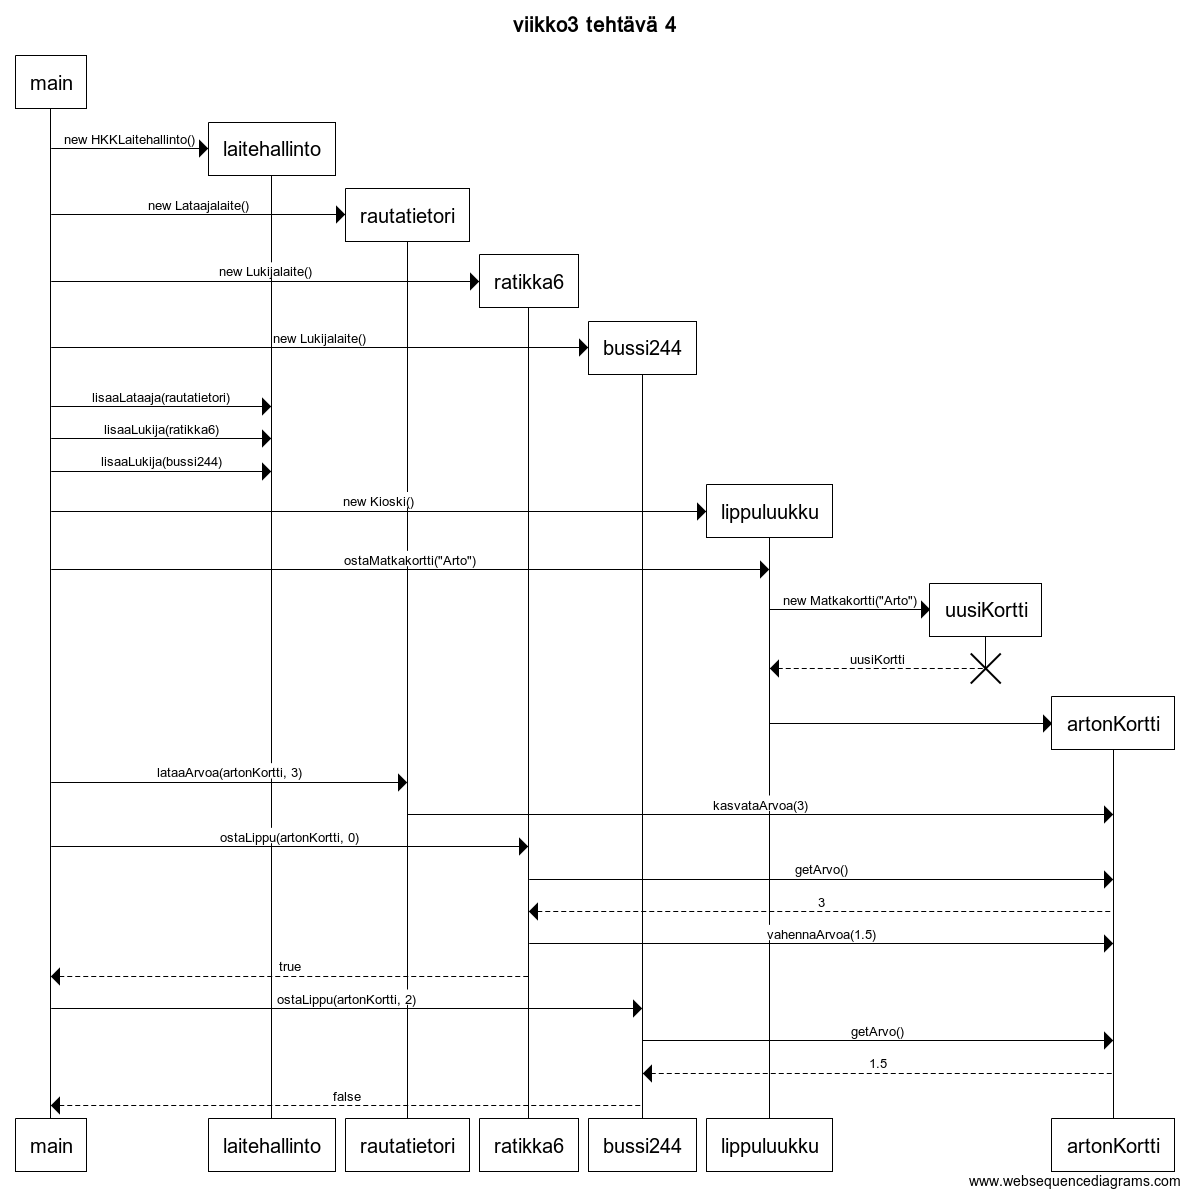 viikko3 tehtävä 4
main
new HKKLaitehallinto()
laitehallinto
new Lataajalaite()
rautatietori
new Lukijalaite()
ratikka6
new Lukijalaite()
bussi244
lisaaLataaja(rautatietori)
lisaaLukija(ratikka6)
lisaaLukija(bussi244)
new Kioski()
lippuluukku
ostaMatkakortti("Arto")
new Matkakortti("Arto")
uusiKortti
uusiKortti
artonKortti
lataaArvoa(artonKortti, 3)
kasvataArvoa(3)
ostaLippu(artonKortti, 0)
getArvo()
3
vahennaArvoa(1.5)
true
ostaLippu(artonKortti, 2)
getArvo()
1.5
false
main laitehallinto rautatietori ratikka6 bussi244 lippuluukku artonKortti
www.websequencediagrams.com